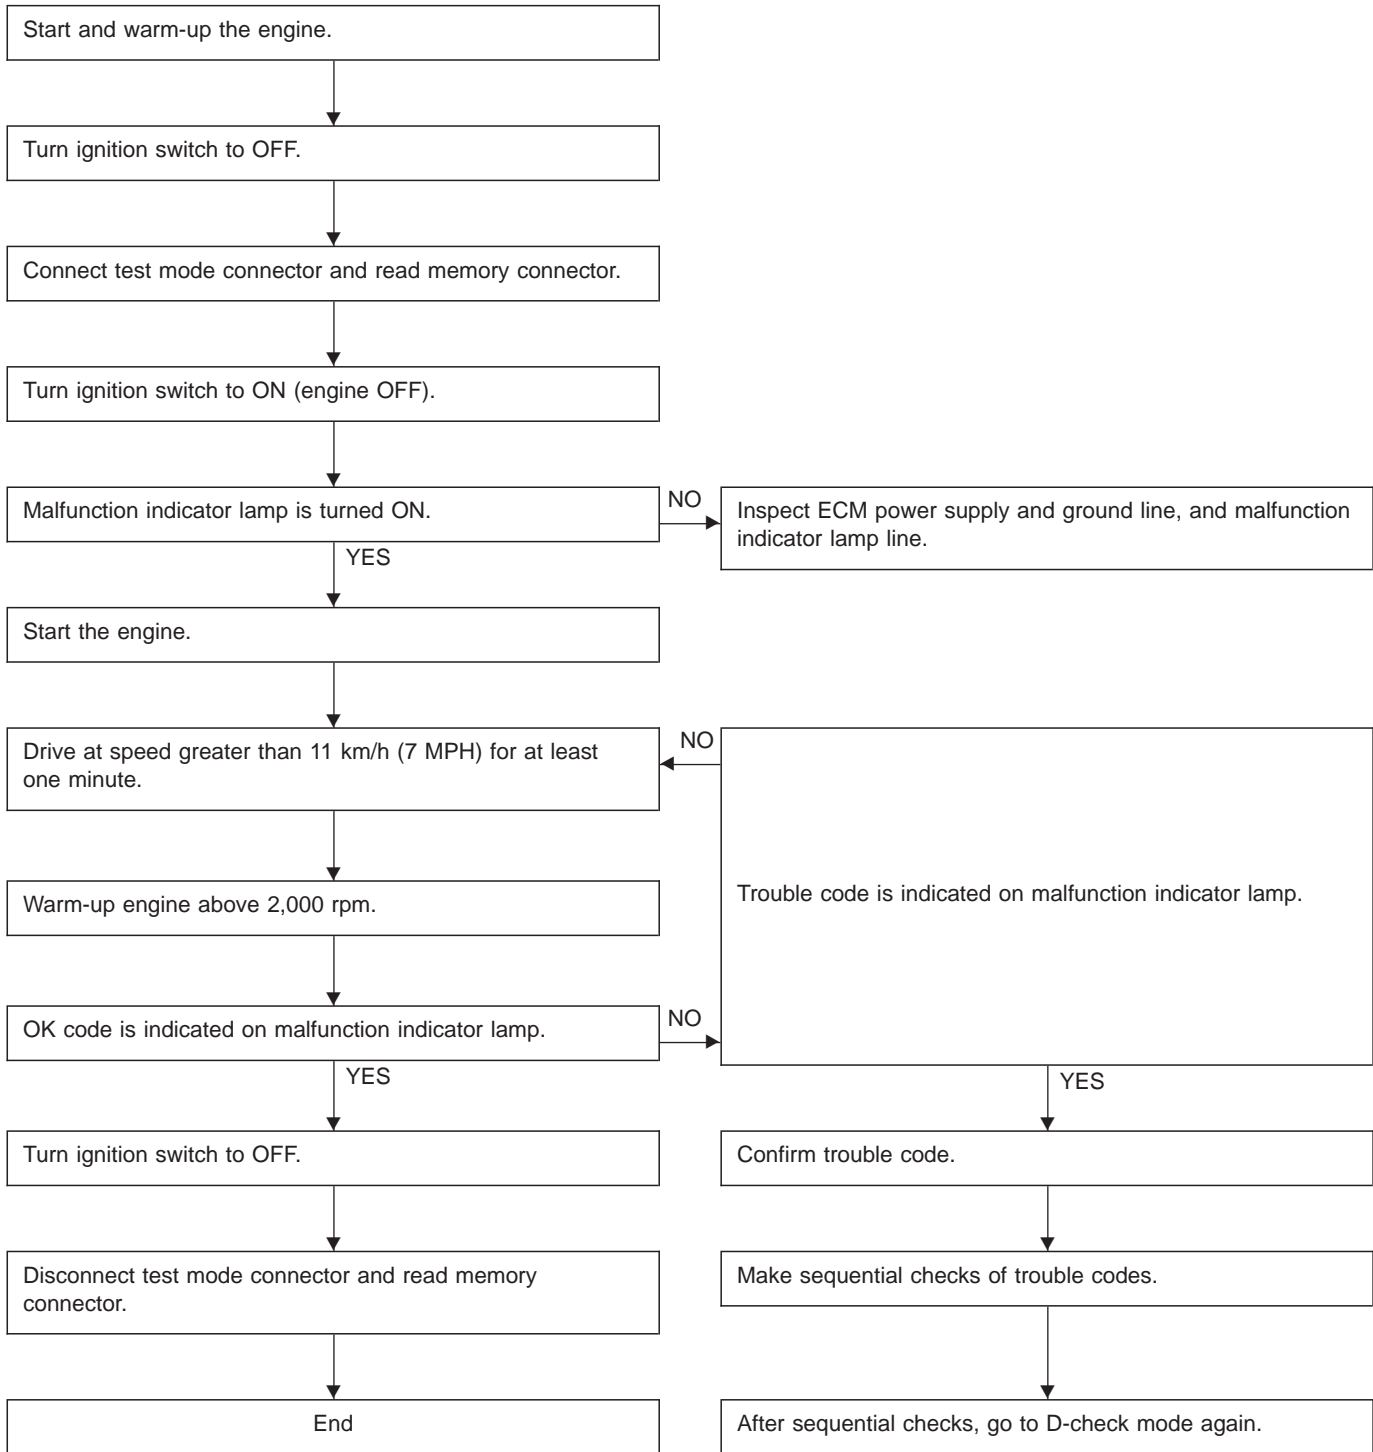 Start and warm-up the engine.
Turn ignition switch to OFF.
Connect test mode connector and read memory connector.
Turn ignition switch to ON (engine OFF).
Malfunction indicator lamp is turned ON.
NO
Inspect ECM power supply and ground line, and malfunction
indicator lamp line.
YES
Start the engine.
Drive at speed greater than 11 km/h (7 MPH) for at least
one minute.
NO
Warm-up engine above 2,000 rpm.
Trouble code is indicated on malfunction indicator lamp.
OK code is indicated on malfunction indicator lamp.
NO
YES
YES
Turn ignition switch to OFF.
Confirm trouble code.
Disconnect test mode connector and read memory
connector.
Make sequential checks of trouble codes.
End
After sequential checks, go to D-check mode again.